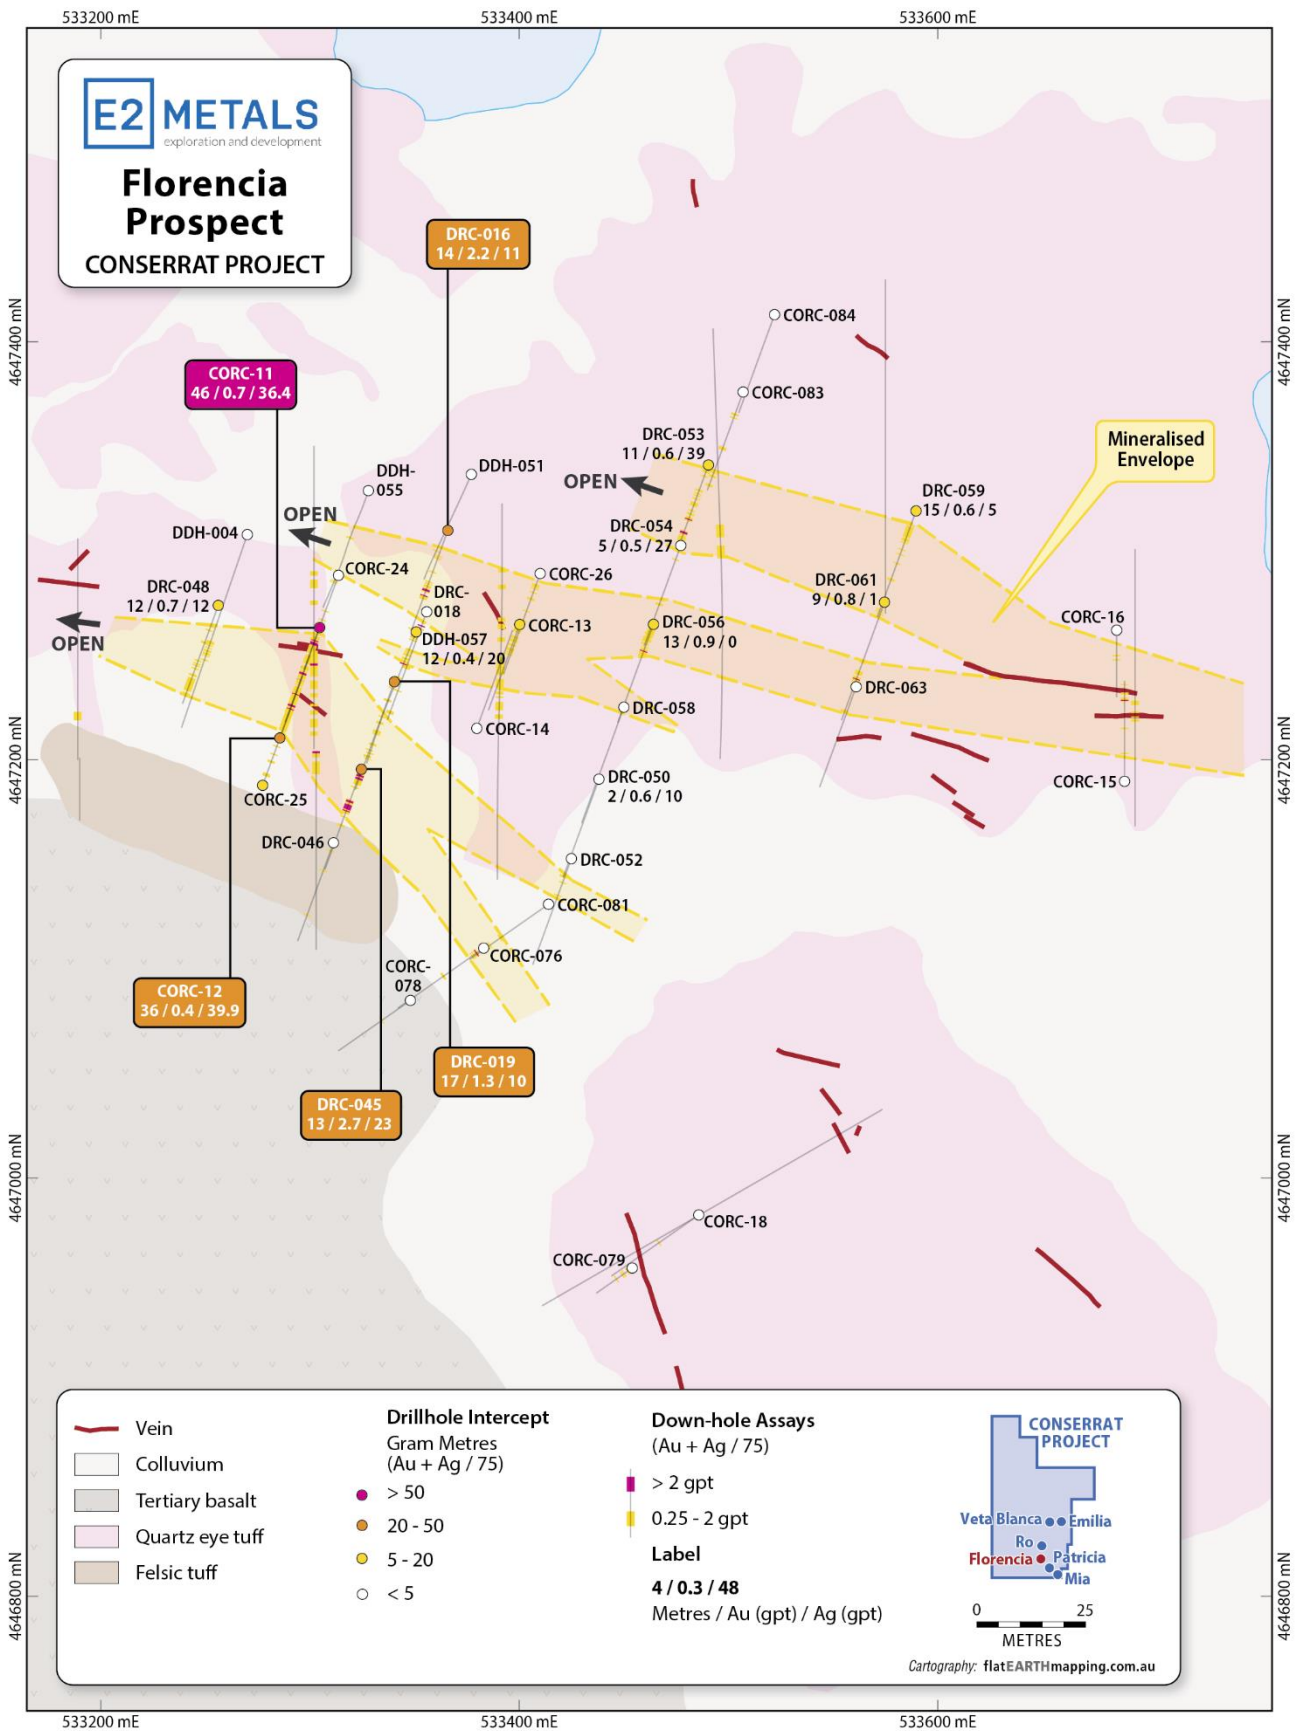 533200 mE
533400 mE
533600 mE
E2 METALS
exploration and development
Florencia
Prospect
CONSERRAT PROJECT
DRC-016
14 / 2.2 / 11
4647400 mN
4647400 mN
CORC-084
CORC-11
46 / 0.7 / 36.4
CORC-083
DRC-053
11 / 0.6 / 39
Mineralised
Envelope
DDH-
055
DDH-051
OPEN
DRC-059
15 / 0.6 / 5
OPEN
DRC-054
5 / 0.5 / 27
DDH-004
CORC-24
CORC-26
DRC-048
12 / 0.7 / 12
DRC-061
9 / 0.8 / 1
DRC-
018
CORC-16
OPEN
DDH-057
12 / 0.4 / 20
CORC-13
DRC-056
13 / 0.9 / 0
DRC-063
DRC-058
CORC-14
4647200 mN
4647200 mN
DRC-050
2 / 0.6 / 10
CORC-15
CORC-25
DRC-046
DRC-052
CORC-081
CORC-076
CORC-
078
CORC-12
36 / 0.4 / 39.9
DRC-019
17 / 1.3 / 10
DRC-045
13 / 2.7 / 23
4647000 mN
4647000 mN
CORC-18
CORC-079
Vein
Colluvium
Tertiary basalt
Quartz eye tuff
Felsic tuff
Drillhole Intercept
Gram Metres
(Au + Ag / 75)
> 50
20 - 50
5 - 20
< 5
Down-hole Assays
(Au + Ag / 75)
> 2 gpt
0.25 - 2 gpt
Label
4 / 0.3 / 48
Metres / Au (gpt) / Ag (gpt)
CONSERRAT
PROJECT
Veta Blanca
Emilia
Ro
Florencia
Patricia
Mia
0 25
METRES
Cartography: flatEARTHmapping.com.au
4646800 mN
4646800 mN
533200 mE
533400 mE
533600 mE